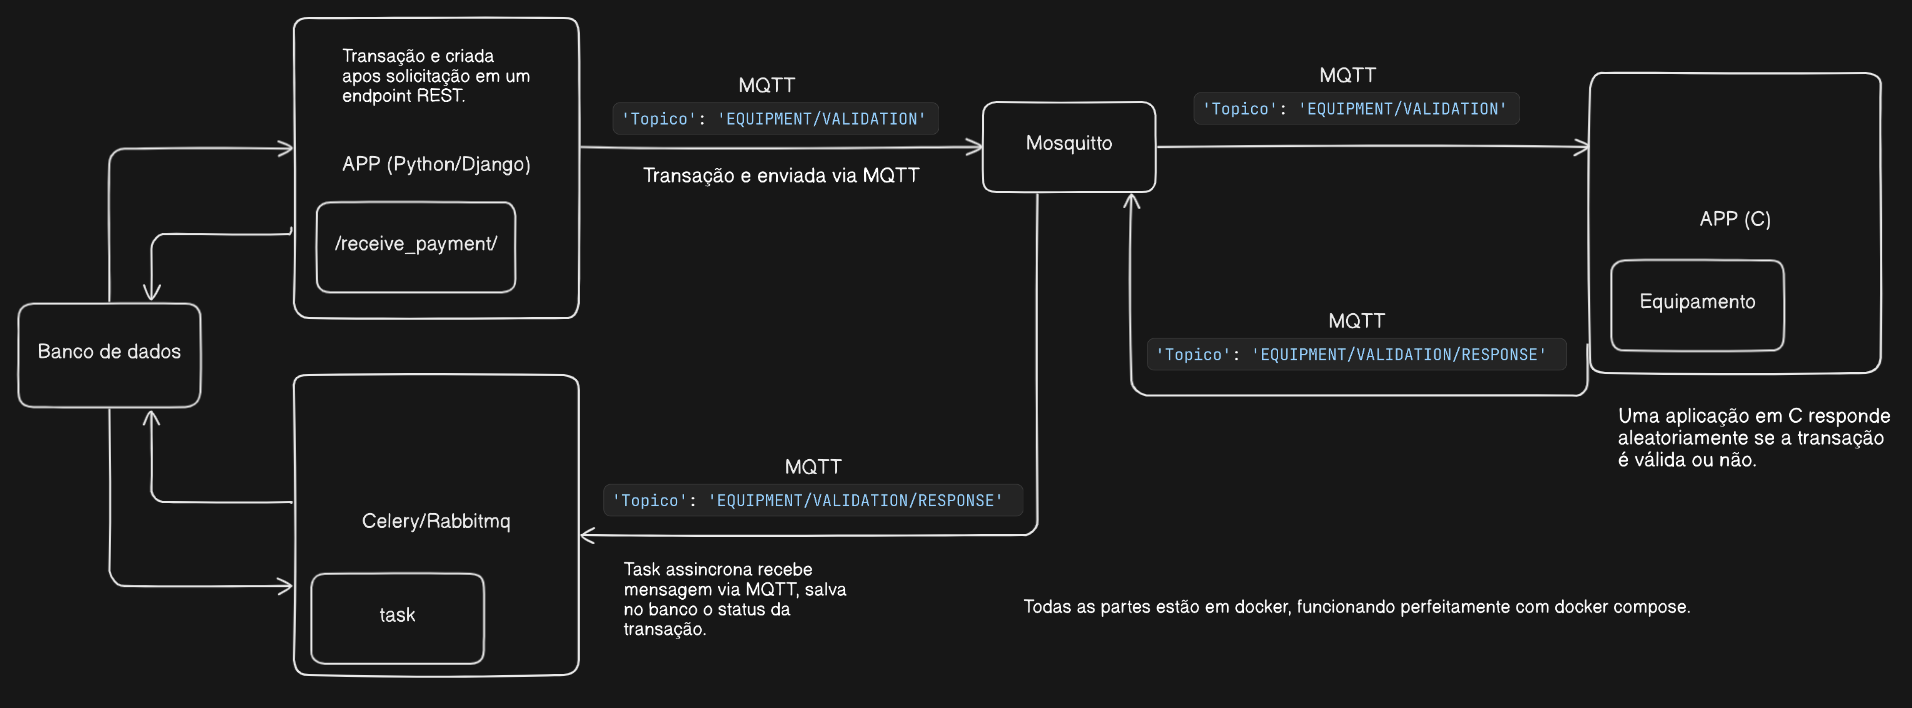 Transação e criada
apos solicitação em um
endpoint REST.
APP (Python/Django)
/receive_payment/
MQTT
'Topico': 'EQUIPMENT/VALIDATION'
Transação e enviada via MQTT
Mosquitto
MQTT
'Topico': 'EQUIPMENT/VALIDATION'
APP (C)
Equipamento
MQTT
'Topico': 'EQUIPMENT/VALIDATION/RESPONSE'
Uma aplicação em C responde
aleatoriamente se a transação
é válida ou não.
Banco de dados
MQTT
'Topico': 'EQUIPMENT/VALIDATION/RESPONSE'
Celery/Rabbitmq
task
Task assincrona recebe
mensagem via MQTT, salva
no banco o status da
transação.
Todas as partes estão em docker, funcionando perfeitamente com docker compose.